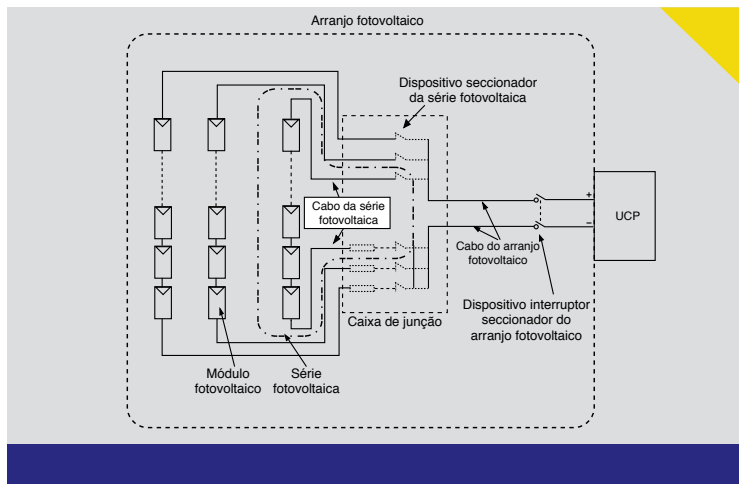 Arranjo fotovoltaico
Dispositivo seccionador
da série fotovoltaica
Cabo da série
fotovoltaica
+
UCP
–
Cabo do arranjo
fotovoltaico
Dispositivo interruptor
seccionador do
arranjo fotovoltaico
Caixa de junção
Módulo
fotovoltaico
Série
fotovoltaica